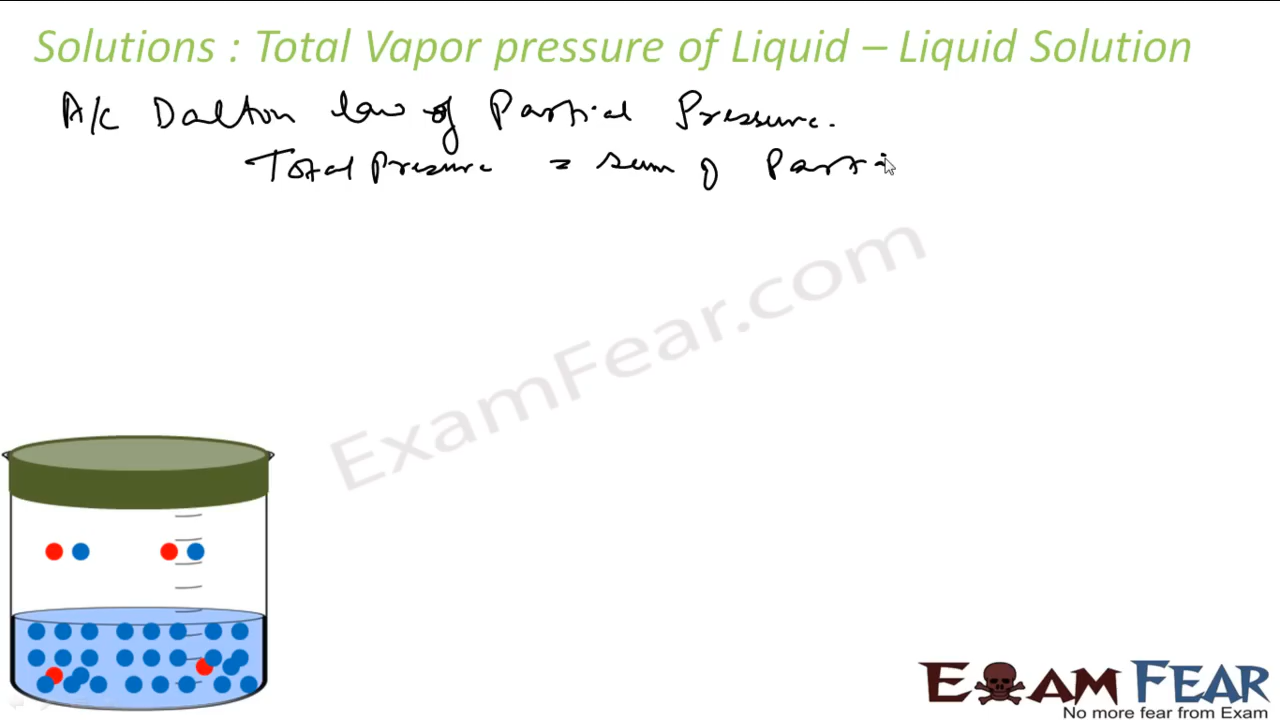 Solutions : Total Vapor pressure of Liquid – Liquid Solution
A/c Dalton law of Partial Pressure.
Total Presure = sum of Parti
ExamFear.com
EXAM FEAR
No more fear from Exam